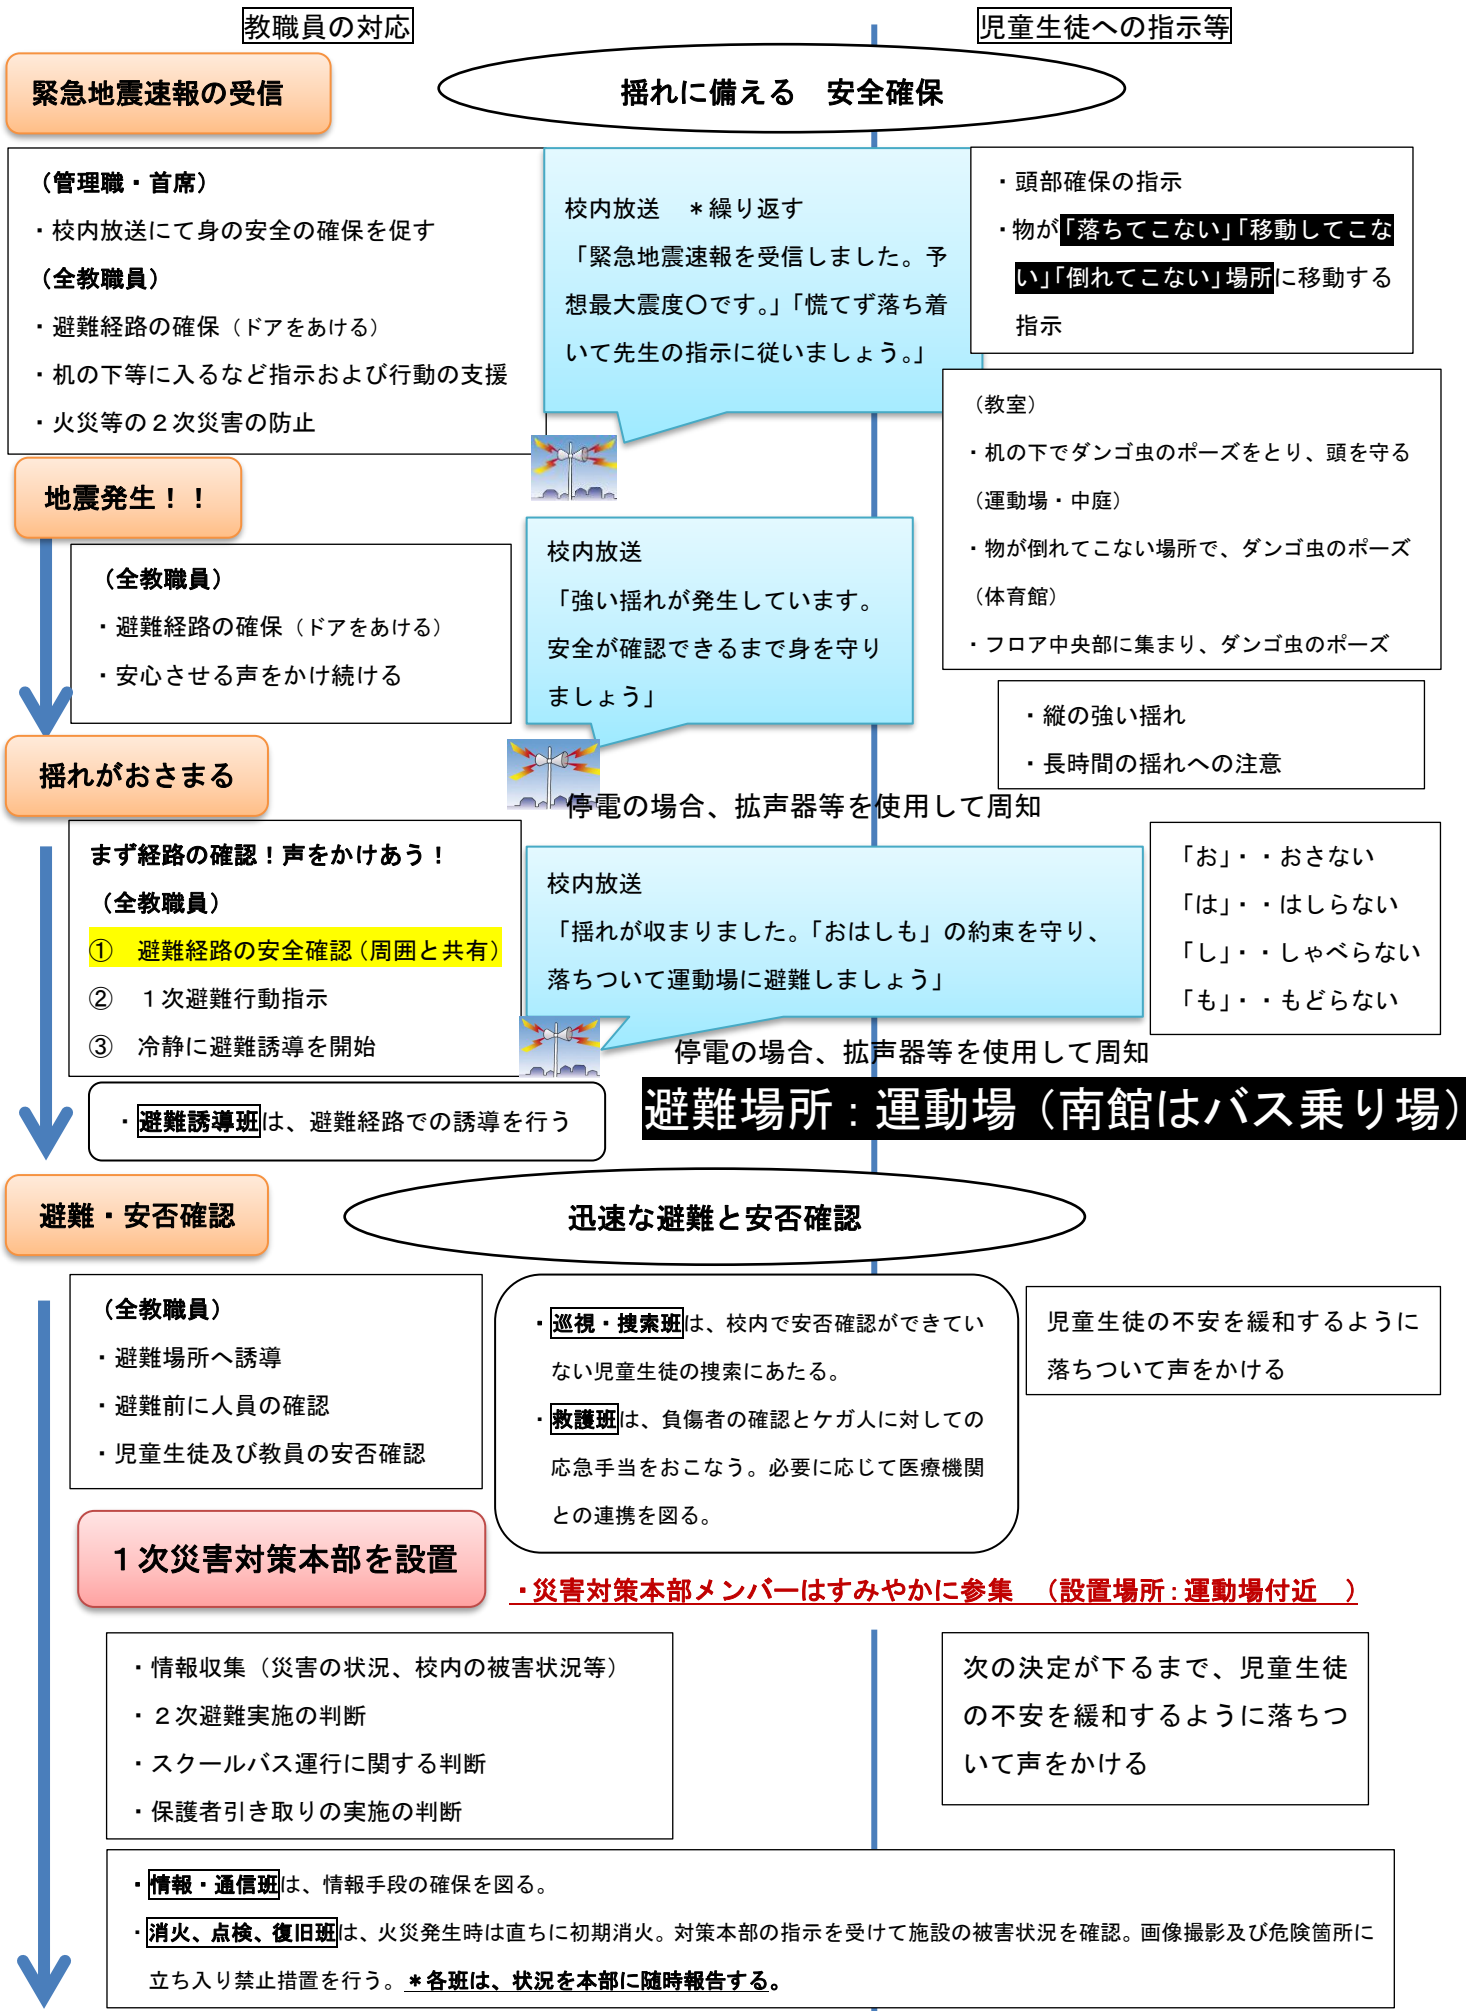 教職員の対応
児童生徒への指示等
緊急地震速報の受信
揺れに備える　安全確保
（管理職・首席）
・校内放送にて身の安全の確保を促す
（全教職員）
・避難経路の確保（ドアをあける）
・机の下等に入るなど指示および行動の支援
・火災等の２次災害の防止
校内放送　＊繰り返す
「緊急地震速報を受信しました。予
想最大震度〇です。」「慌てず落ち着
いて先生の指示に従いましょう。」
・頭部確保の指示
・物が「落ちてこない」「移動してこな
い」「倒れてこない」場所に移動する
指示
（教室）
・机の下でダンゴ虫のポーズをとり、頭を守る
（運動場・中庭）
・物が倒れてこない場所で、ダンゴ虫のポーズ
（体育館）
・フロア中央部に集まり、ダンゴ虫のポーズ
地震発生！！
（全教職員）
・避難経路の確保（ドアをあける）
・安心させる声をかけ続ける
校内放送
「強い揺れが発生しています。
安全が確認できるまで身を守り
ましょう」
・縦の強い揺れ
・長時間の揺れへの注意
揺れがおさまる
停電の場合、拡声器等を使用して周知
まず経路の確認！声をかけあう！
（全教職員）
①　避難経路の安全確認（周囲と共有）
②　１次避難行動指示
③　冷静に避難誘導を開始
校内放送
「揺れが収まりました。「おはしも」の約束を守り、
落ちついて運動場に避難しましょう」
「お」・・おさない
「は」・・はしらない
「し」・・しゃべらない
「も」・・もどらない
停電の場合、拡声器等を使用して周知
・避難誘導班は、避難経路での誘導を行う
避難場所：運動場（南館はバス乗り場）
避難・安否確認
迅速な避難と安否確認
（全教職員）
・避難場所へ誘導
・避難前に人員の確認
・児童生徒及び教員の安否確認
・巡視・捜索班は、校内で安否確認ができてい
ない児童生徒の捜索にあたる。
・救護班は、負傷者の確認とケガ人に対しての
応急手当をおこなう。必要に応じて医療機関
との連携を図る。
児童生徒の不安を緩和するように
落ちついて声をかける
１次災害対策本部を設置
・災害対策本部メンバーはすみやかに参集　（設置場所：運動場付近　）
・情報収集（災害の状況、校内の被害状況等）
・２次避難実施の判断
・スクールバス運行に関する判断
・保護者引き取りの実施の判断
次の決定が下るまで、児童生徒
の不安を緩和するように落ちつ
いて声をかける
・情報・通信班は、情報手段の確保を図る。
・消火、点検、復旧班は、火災発生時は直ちに初期消火。対策本部の指示を受けて施設の被害状況を確認。画像撮影及び危険箇所に
立ち入り禁止措置を行う。＊各班は、状況を本部に随時報告する。